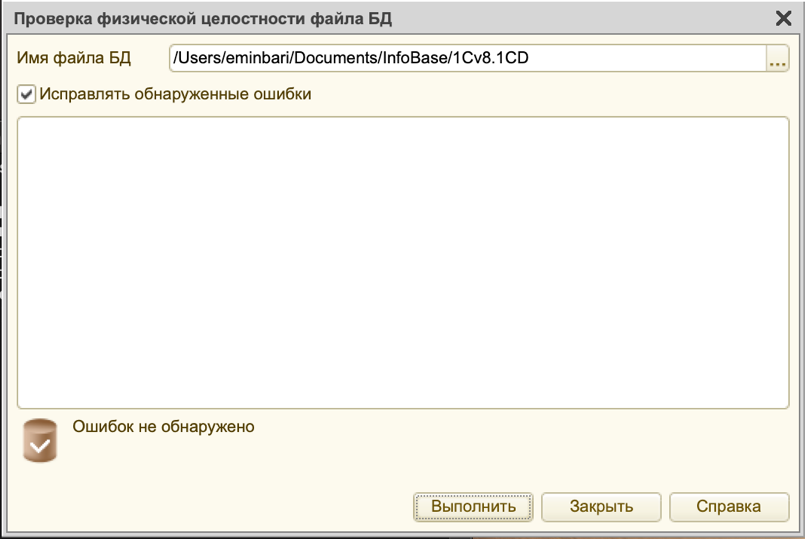 Проверка физической целостности файла БД
Имя файла БД /Users/eminbari/Documents/InfoBase/1Cv8.1CD ...
Исправлять обнаруженные ошибки
Ошибок не обнаружено
Выполнить Закрыть Справка